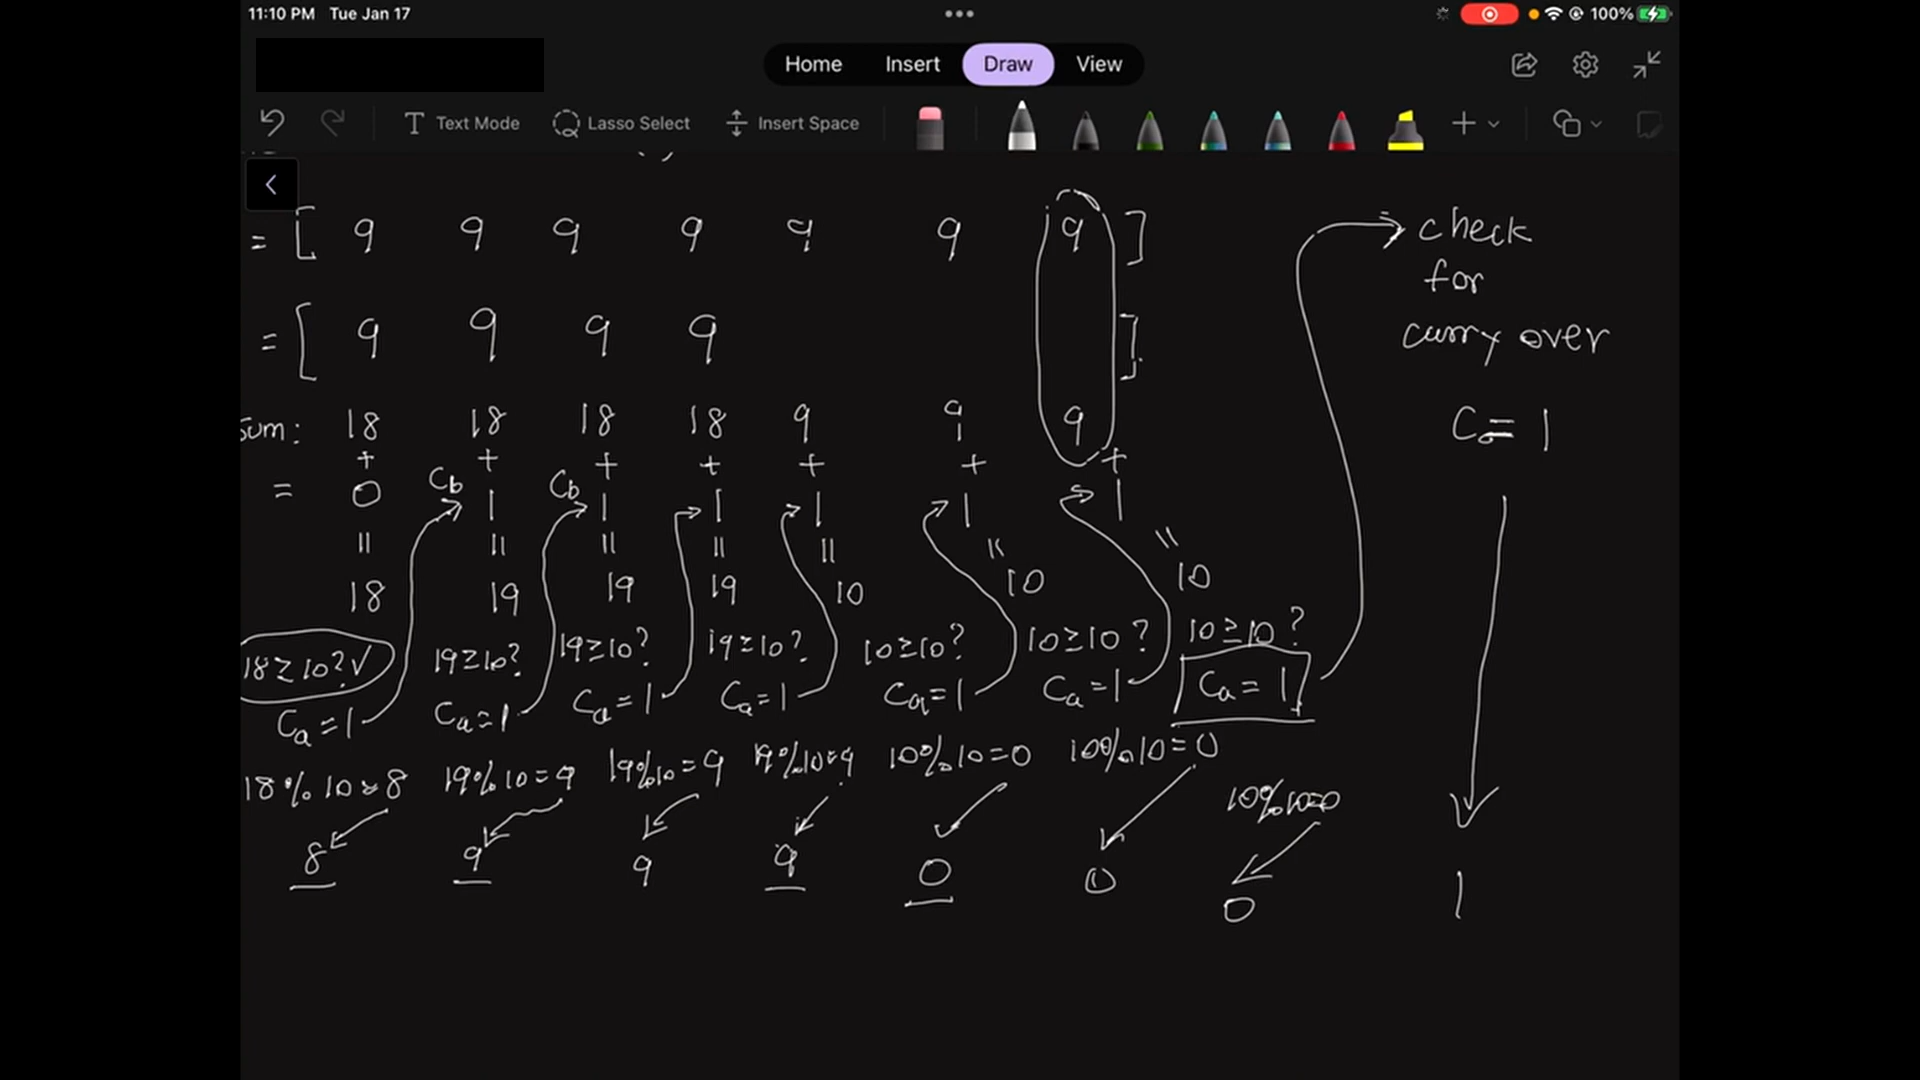 11:10 PM Tue Jan 17
100%
Home Insert Draw View
Text Mode Lasso Select Insert Space
= [ 9 9 9 9 9 9 9 ]
= [ 9 9 9 9 ]
Sum: 18 18 18 18 9 9 9
+ + + + + + +
= 0 Cb 1 Cb 1 1 1 1 1
= = = = = = =
18 19 19 19 10 10 10
18≥10?✓ 19≥10? 19≥10? 19≥10? 10≥10? 10≥10? 10≥10?
Ca=1 Ca=1 Ca=1 Ca=1 Ca=1 Ca=1 Ca=1
18%10=8 19%10=9 19%10=9 19%10=9 10%10=0 10%10=0 10%10=0
8 9 9 9 0 0 0 1
check
for
curry over
Ca=1